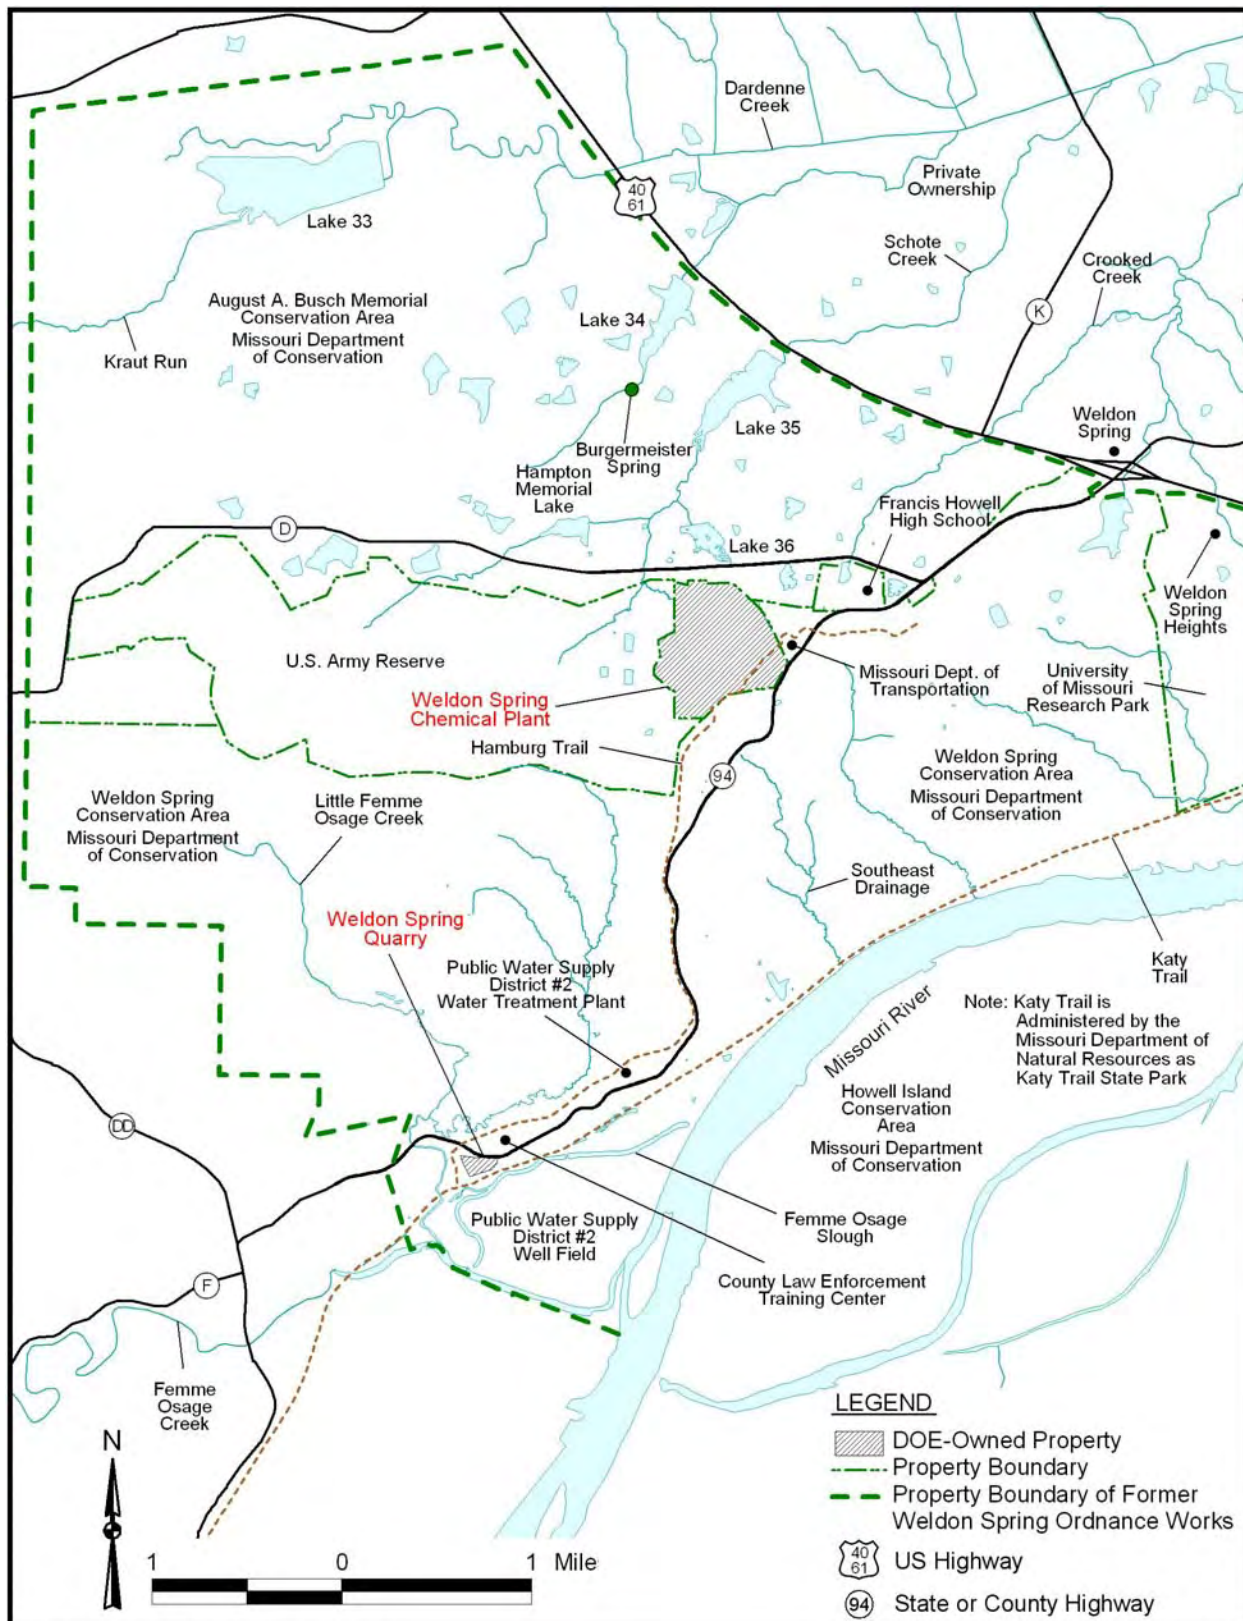 Dardenne
Creek
Private
Ownership
40
61
Lake 33
Schote
Creek
Crooked
Creek
August A. Busch Memorial
Conservation Area
Missouri Department
of Conservation
Lake 34
K
Kraut Run
Weldon
Spring
Lake 35
Burgermeister
Spring
Hampton
Memorial
Lake
Francis Howell
High School
D
Lake 36
Weldon
Spring
Heights
U.S. Army Reserve
Missouri Dept. of
Transportation
University
of Missouri
Research Park
Weldon Spring
Chemical Plant
Hamburg Trail
94
Weldon Spring
Conservation Area
Missouri Department
of Conservation
Weldon Spring
Conservation Area
Missouri Department
of Conservation
Little Femme
Osage Creek
Southeast
Drainage
Weldon Spring
Quarry
Public Water Supply
District #2
Water Treatment Plant
Katy
Trail
Missouri River
Note: Katy Trail is
Administered by the
Missouri Department of
Natural Resources as
Katy Trail State Park
Howell Island
Conservation
Area
Missouri Department
of Conservation
DD
Public Water Supply
District #2
Well Field
Femme Osage
Slough
County Law Enforcement
Training Center
F
Femme
Osage
Creek
N
1 0 1 Mile
LEGEND
DOE-Owned Property
Property Boundary
Property Boundary of Former
Weldon Spring Ordnance Works
40
61
US Highway
94
State or County Highway